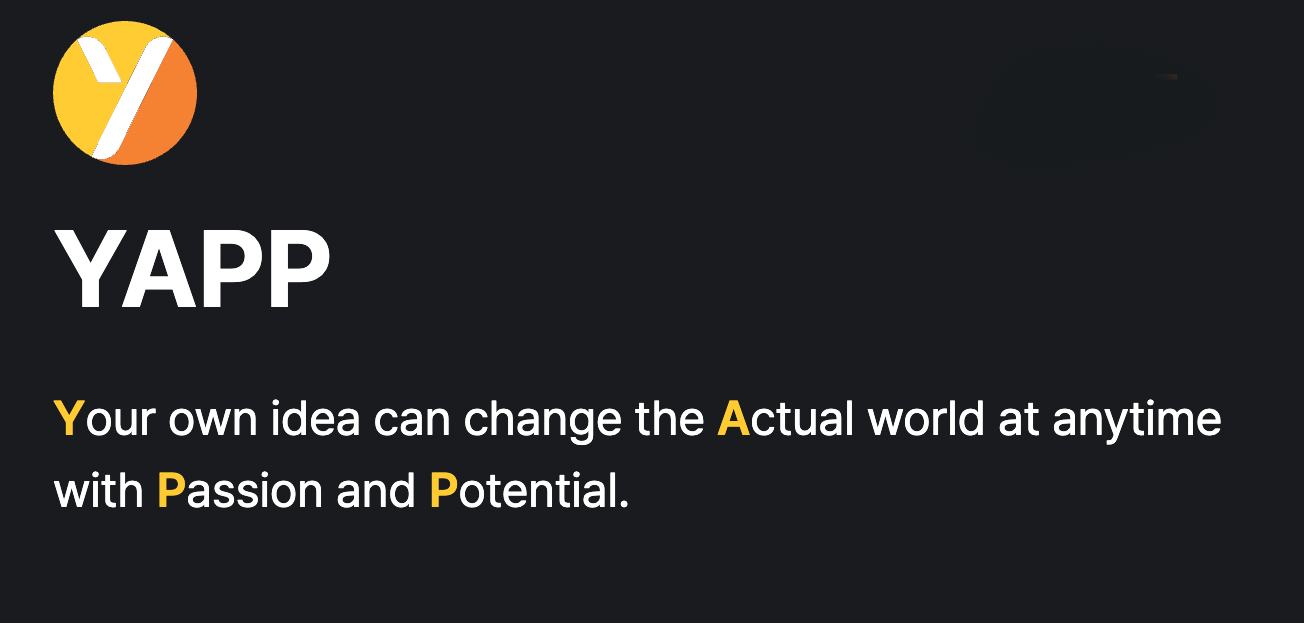 Y
YAPP
Your own idea can change the Actual world at anytime
with Passion and Potential.